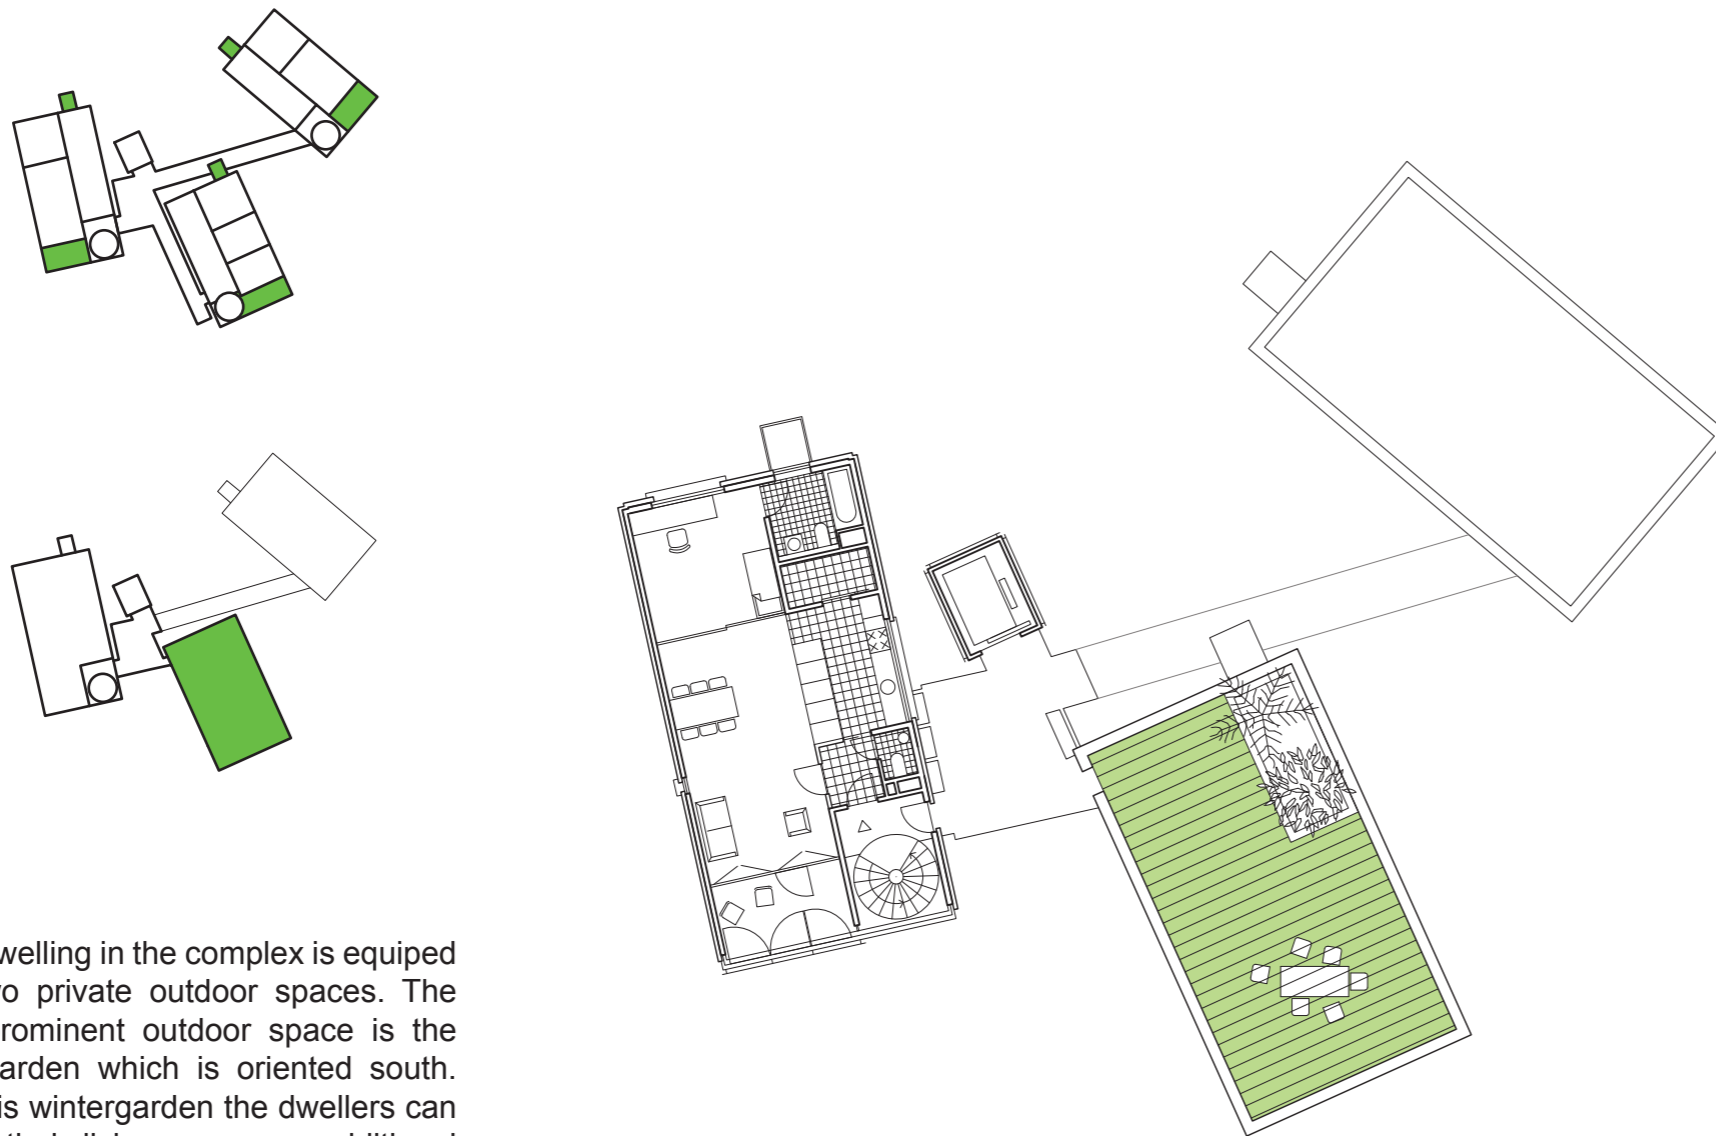 welling in the complex is equiped
o private outdoor spaces. The
rominent outdoor space is the
arden which is oriented south.
is wintergarden the dwellers can